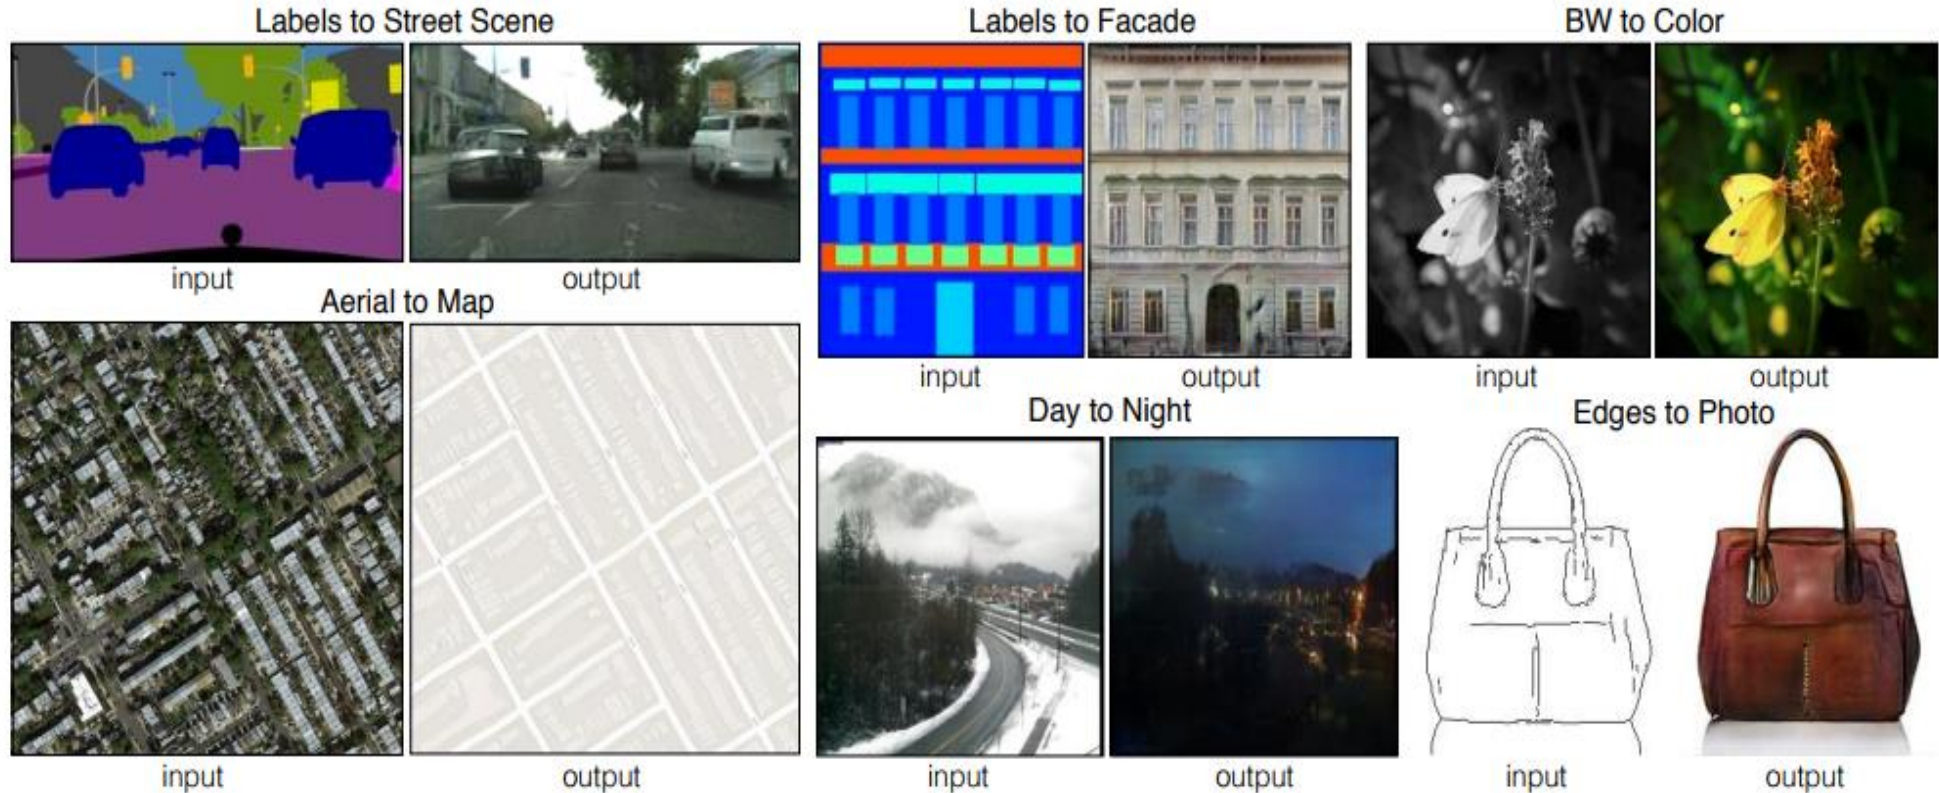 Labels to Street Scene
input
output
Labels to Facade
input
output
BW to Color
input
output
Aerial to Map
input
output
Day to Night
input
output
Edges to Photo
input
output